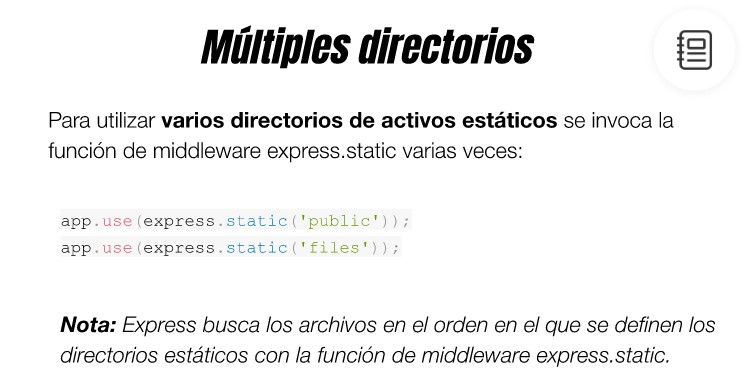 Múltiples directorios
Para utilizar varios directorios de activos estáticos se invoca la
función de middleware express.static varias veces:
app.use(express.static('public'));
app.use(express.static('files'));
Nota: Express busca los archivos en el orden en el que se definen los
directorios estáticos con la función de middleware express.static.